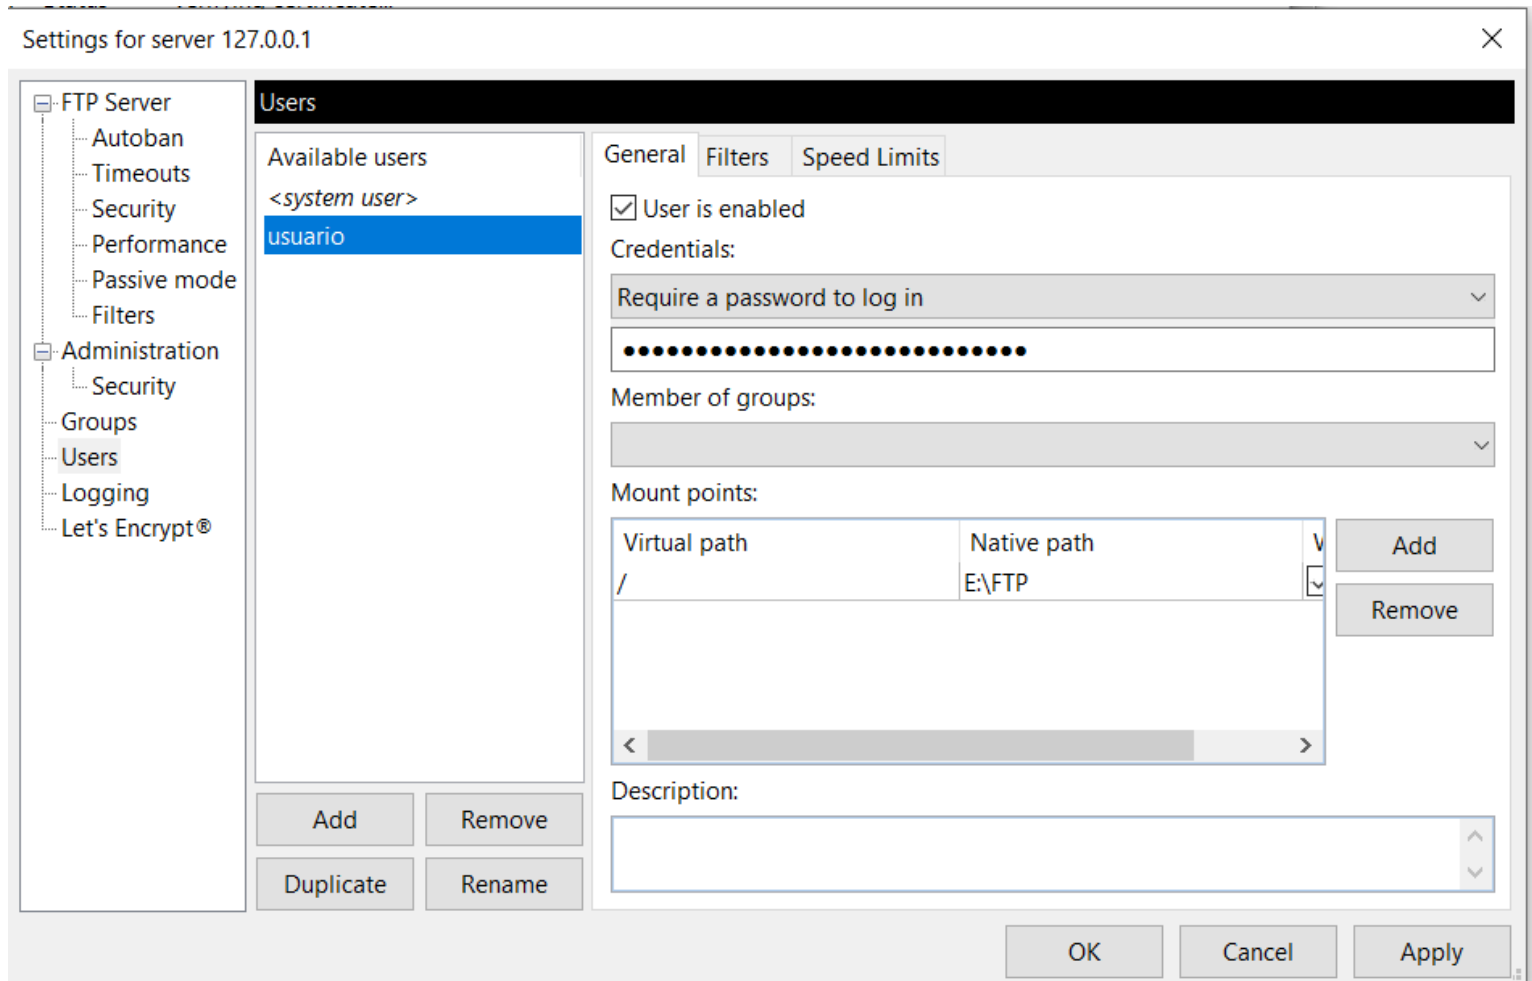 Settings for server 127.0.0.1
FTP Server
Autoban
Timeouts
Security
Performance
Passive mode
Filters
Administration
Security
Groups
Users
Logging
Let's Encrypt®
Users
Available users
<system user>
usuario
Add
Remove
Duplicate
Rename
General
Filters
Speed Limits
User is enabled
Credentials:
Require a password to log in
●●●●●●●●●●●●●●●●●●●●●●●●●●●●
Member of groups:
Mount points:
Virtual path
Native path
/
E:\FTP
Add
Remove
Description:
OK
Cancel
Apply